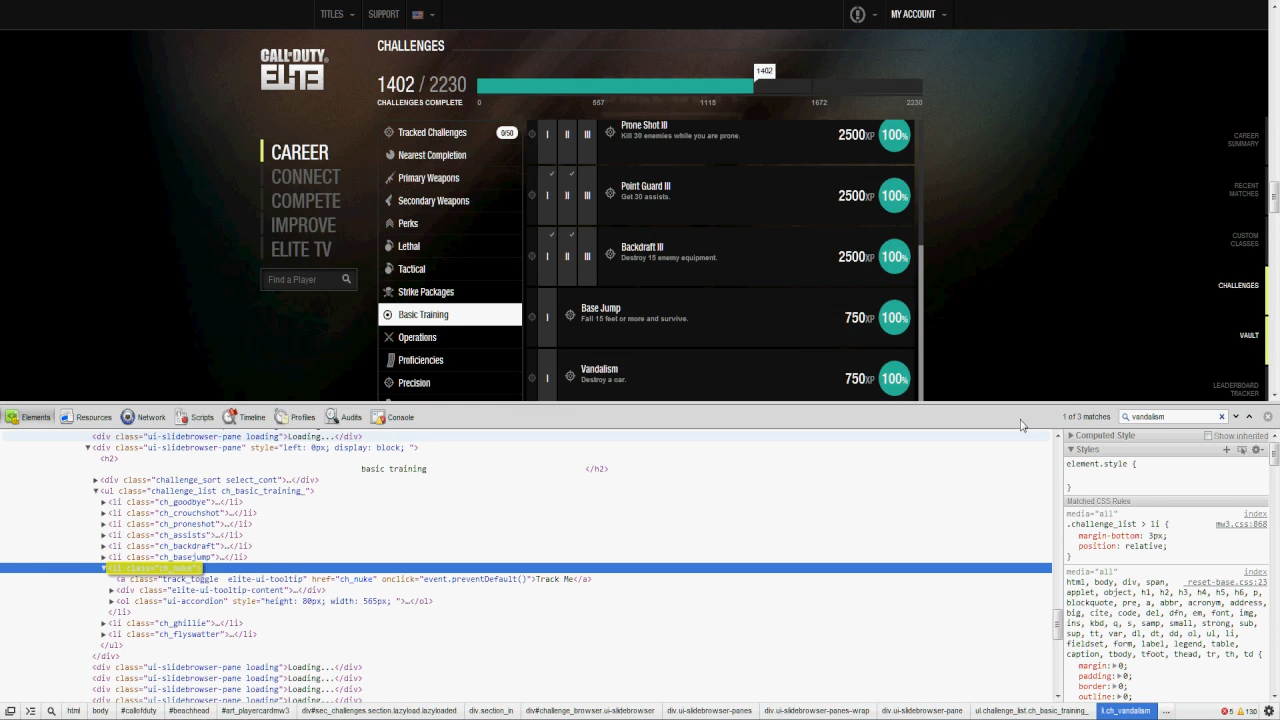 TITLES SUPPORT MY ACCOUNT
CALL OF DUTY
ELITE
CHALLENGES
1402 / 2230
CHALLENGES COMPLETE
1402
0 557 1115 1672 2230
CAREER
CONNECT
COMPETE
IMPROVE
ELITE TV
Find a Player
Tracked Challenges 0/50
Nearest Completion
Primary Weapons
Secondary Weapons
Perks
Lethal
Tactical
Strike Packages
Basic Training
Operations
Proficiencies
Precision
I II III Prone Shot III 2500XP 100%
Kill 30 enemies while you are prone.
I II III Point Guard III 2500XP 100%
Get 30 assists.
I II III Backdraft III 2500XP 100%
Destroy 15 enemy equipment.
I Base Jump 750XP 100%
Fall 15 feet or more and survive.
I Vandalism 750XP 100%
Destroy a car.
CAREER
SUMMARY
RECENT
MATCHES
CUSTOM
CLASSES
CHALLENGES
VAULT
LEADERBOARD
TRACKER
Elements Resources Network Scripts Timeline Profiles Audits Console 1 of 3 matches vandalism
<div class="ui-slidebrowser-pane loading">Loading...</div>
<div class="ui-slidebrowser-pane" style="left: 0px; display: block; ">
<h2>
basic training </h2>
<div class="challenge_sort select_cont">…</div>
<ul class="challenge_list ch_basic_training_">
<li class="ch_goodbye">…</li>
<li class="ch_crouchshot">…</li>
<li class="ch_proneshot">…</li>
<li class="ch_assists">…</li>
<li class="ch_backdraft">…</li>
<li class="ch_basejump">…</li>
<li class="ch_nuke">
<a class="track_toggle elite-ui-tooltip" href="ch_nuke" onclick="event.preventDefault()">Track Me</a>
<div class="elite-ui-tooltip-content">…</div>
<ol class="ui-accordion" style="height: 80px; width: 565px; ">…</ol>
</li>
<li class="ch_ghillie">…</li>
<li class="ch_flyswatter">…</li>
</ul>
</div>
<div class="ui-slidebrowser-pane loading">Loading...</div>
<div class="ui-slidebrowser-pane loading">Loading...</div>
<div class="ui-slidebrowser-pane loading">Loading...</div>
<div class="ui-slidebrowser-pane loading">Loading...</div>
Computed Style Show inherited
Styles
element.style {
}
Matched CSS Rules
media="all" index
.challenge_list > li { mw3.css:868
margin-bottom: 3px;
position: relative;
}
media="all" index
html, body, div, span, reset-base.css:23
applet, object, h1, h2, h3, h4, h5, h6, p,
blockquote, pre, a, abbr, acronym, address,
big, cite, code, del, dfn, em, font, img,
ins, kbd, q, s, samp, small, strong, sub,
sup, tt, var, dl, dt, dd, ol, ul, li,
fieldset, form, label, legend, table,
caption, tbody, tfoot, thead, tr, th, td {
margin: 0;
padding: 0;
border: 0;
outline: 0;
html body #callofduty #beachhead #art_playercardmw3 div#sec_challenges.section.lazyload.lazyloaded div.section_in div#challenge_browser.ui-slidebrowser div.ui-slidebrowser-panes div.ui-slidebrowser-panes-wrap div.ui-slidebrowser-pane ul.challenge_list.ch_basic_training_ li.ch_vandalism ... 5 130